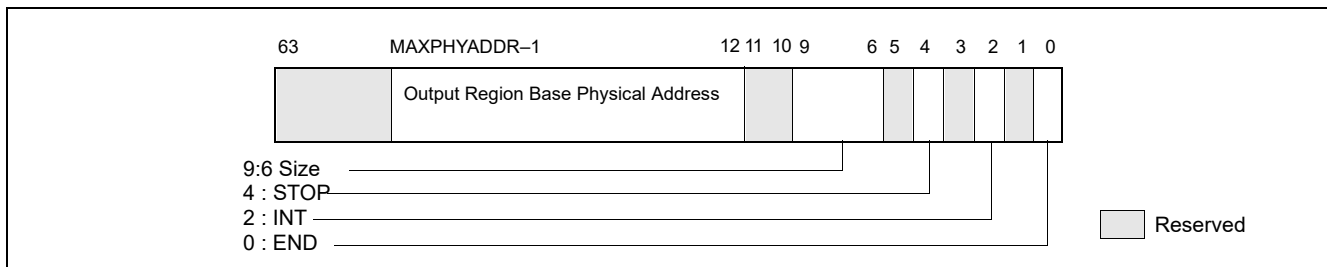 63 MAXPHYADDR–1 12 11 10 9 6 5 4 3 2 1 0
Output Region Base Physical Address
9:6 Size
4 : STOP
2 : INT
0 : END
Reserved